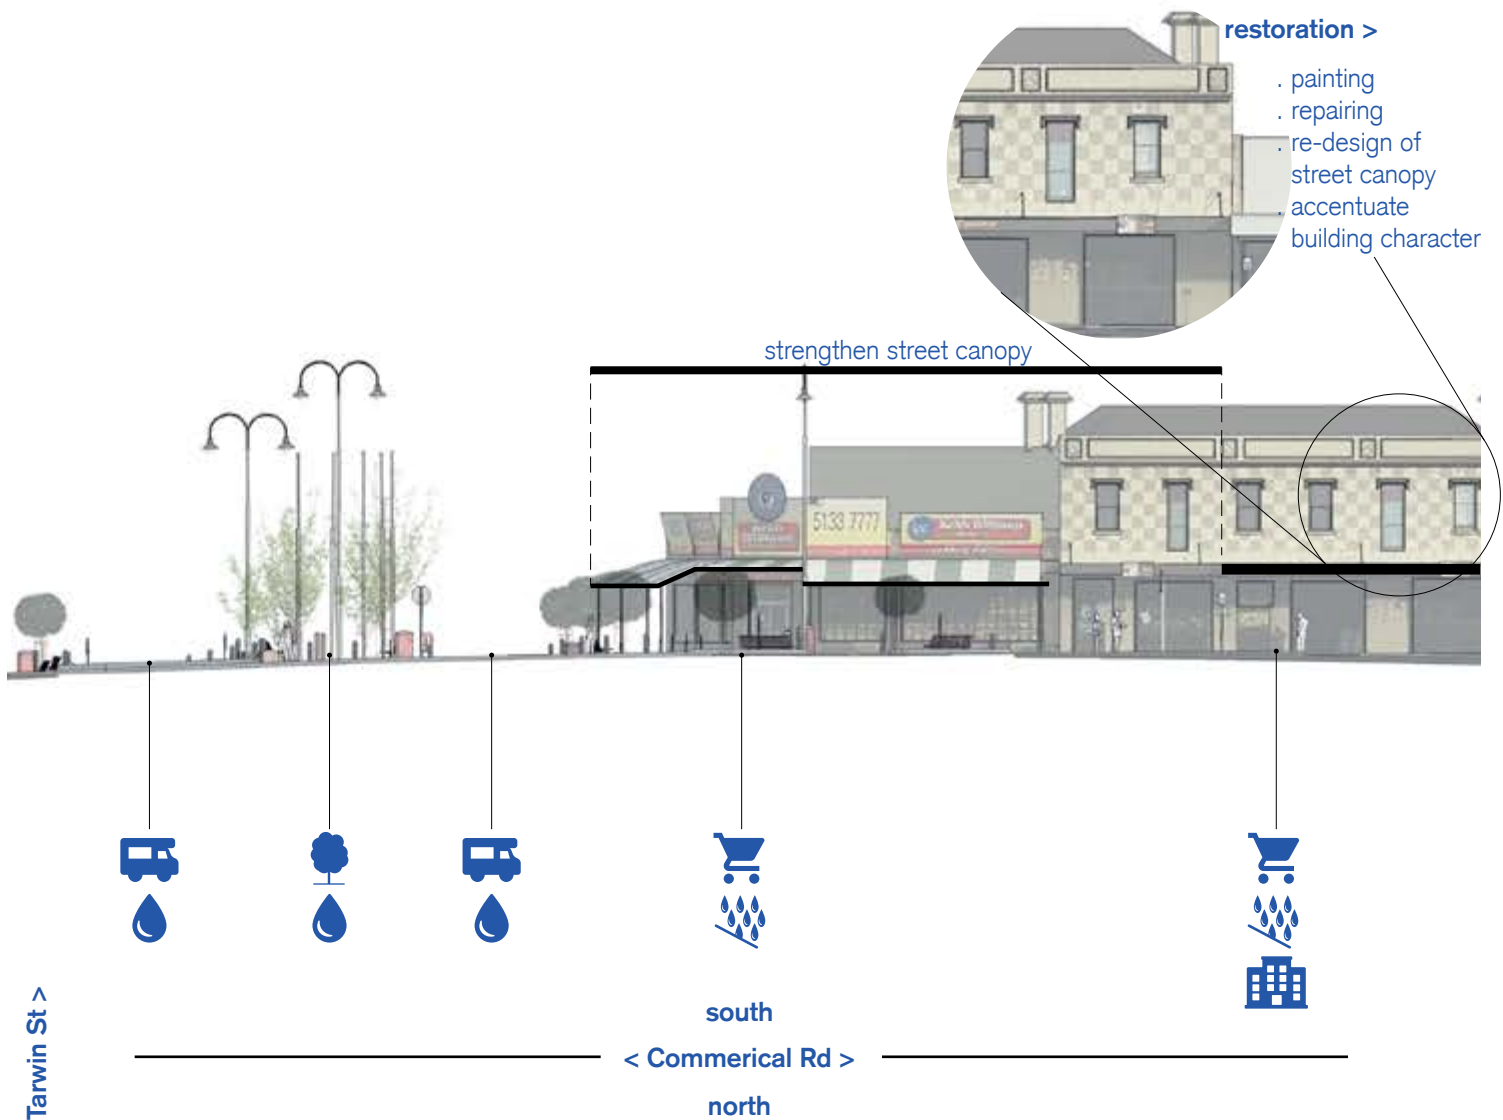 restoration >
. painting
. repairing
. re-design of
street canopy
. accentuate
building character
strengthen street canopy
5133 7777
south
< Commerical Rd >
north
Tarwin St >